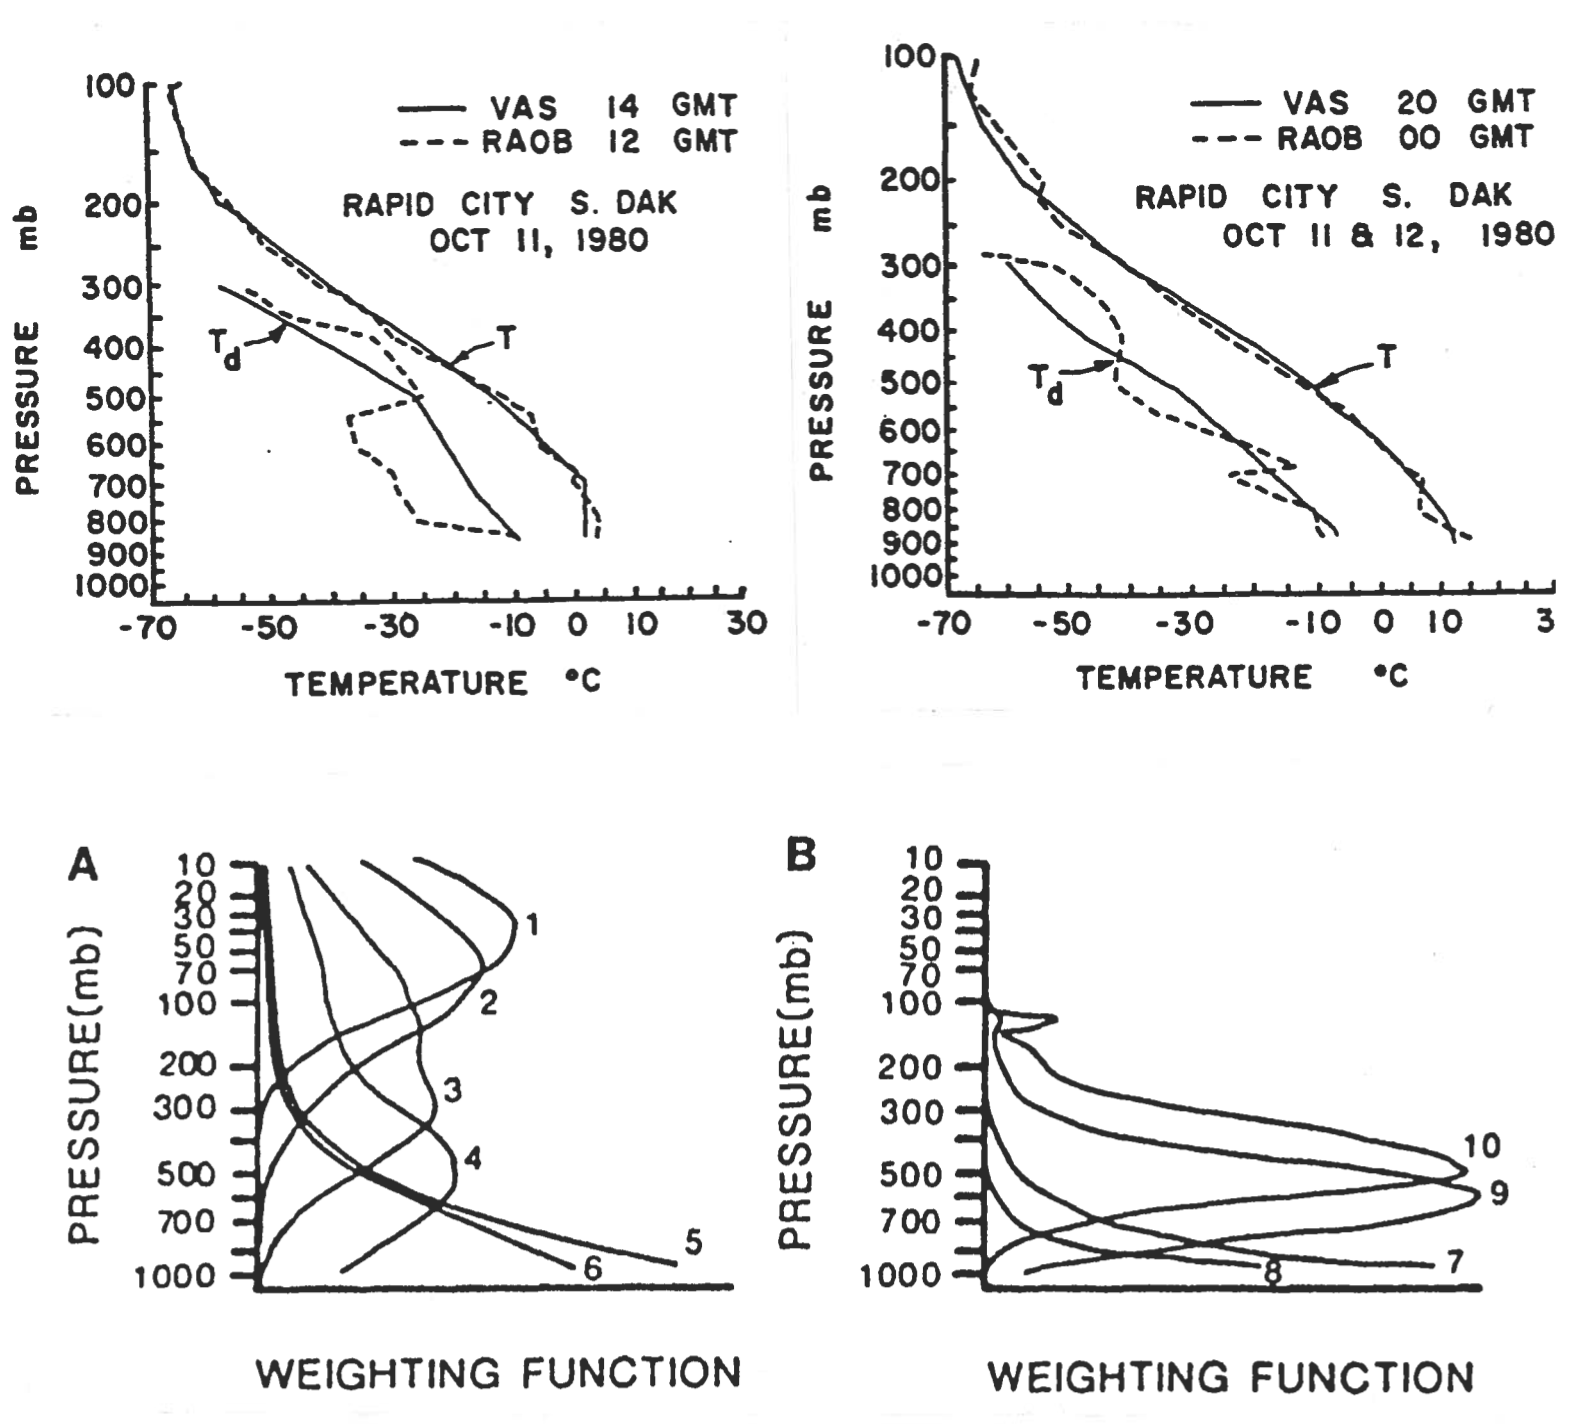 100
200
300
400
500
600
700
800
900
1000
PRESSURE mb
VAS 14 GMT
RAOB 12 GMT
RAPID CITY S. DAK
OCT 11, 1980
Td
T
-70 -50 -30 -10 0 10 30
TEMPERATURE °C
100
200
300
400
500
600
700
800
900
1000
PRESSURE mb
VAS 20 GMT
RAOB 00 GMT
RAPID CITY S. DAK
OCT 11 & 12, 1980
Td
T
-70 -50 -30 -10 0 10 3
TEMPERATURE °C
A
10
20
30
50
70
100
200
300
500
700
1000
PRESSURE(mb)
1
2
3
4
5
6
WEIGHTING FUNCTION
B
10
20
30
50
70
100
200
300
500
700
1000
PRESSURE(mb)
10
9
7
8
WEIGHTING FUNCTION